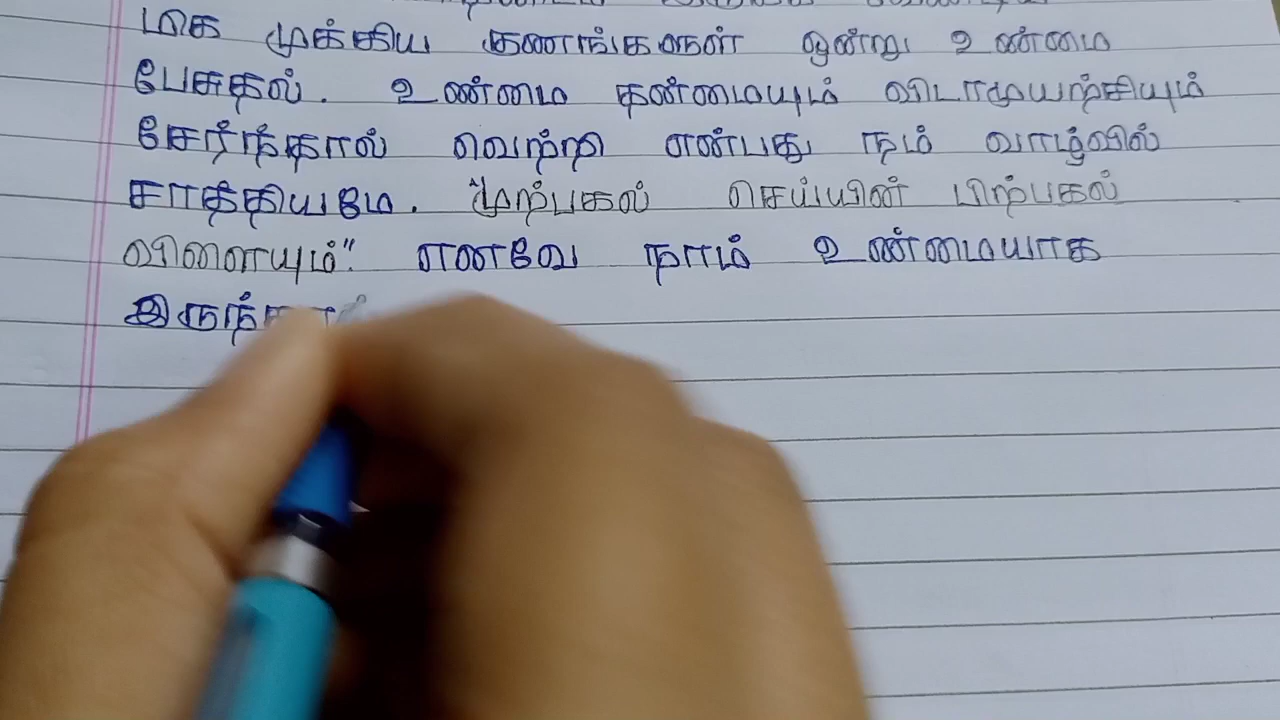 மிக முக்கிய குணங்களுள் ஒன்று உண்மை
பேசுதல். உண்மை தன்மையும் விடாமுயற்சியும்
சேர்ந்தால் வெற்றி என்பது நம் வாழ்வில்
சாத்தியமே. "முற்பகல் செய்யின் பிற்பகல்
விளையும்". எனவே நாம் உண்மையாக